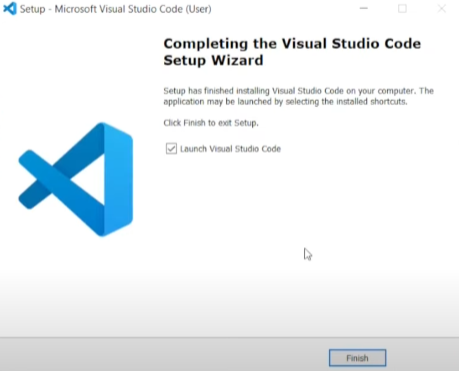 Setup - Microsoft Visual Studio Code (User)
Completing the Visual Studio Code
Setup Wizard
Setup has finished installing Visual Studio Code on your computer. The
application may be launched by selecting the installed shortcuts.
Click Finish to exit Setup.
Launch Visual Studio Code
Finish